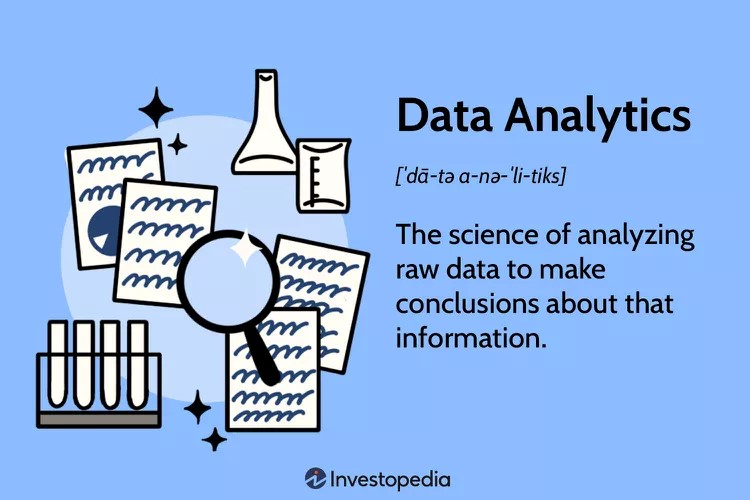 Data Analytics
[ˈdā-tə a-nə-ˈli-tiks]
The science of analyzing
raw data to make
conclusions about that
information.
Investopedia